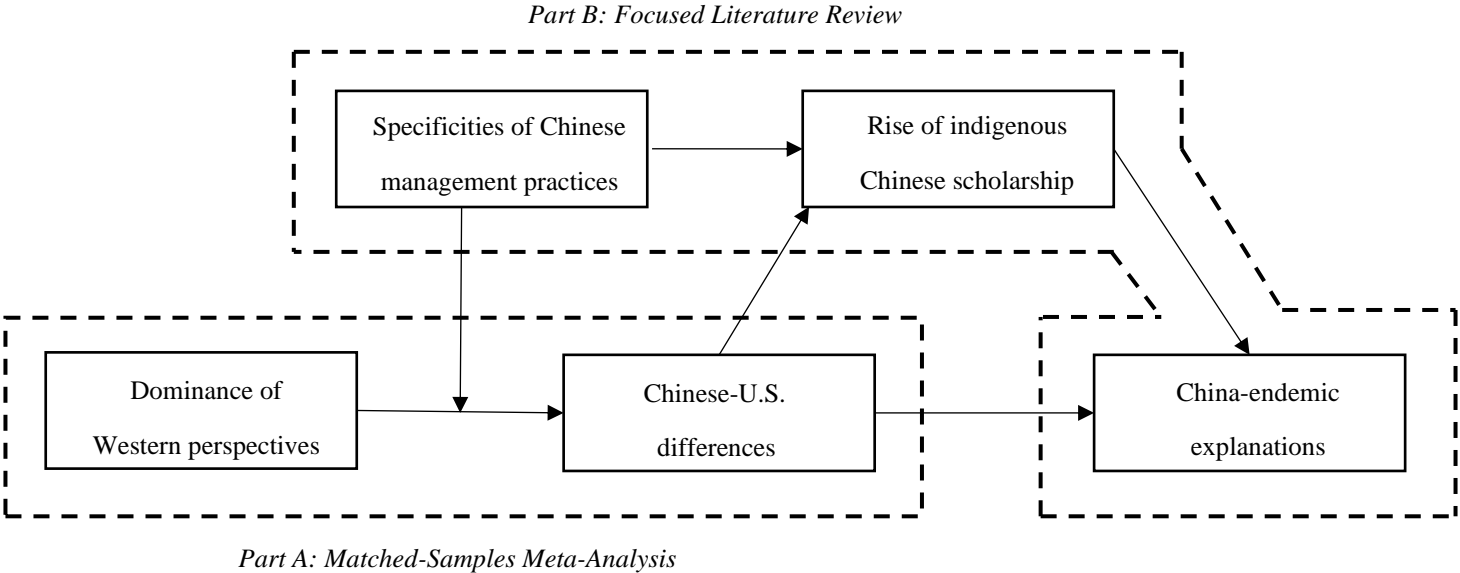 Part B: Focused Literature Review
Specificities of Chinese
management practices
Rise of indigenous
Chinese scholarship
Dominance of
Western perspectives
Chinese-U.S.
differences
China-endemic
explanations
Part A: Matched-Samples Meta-Analysis